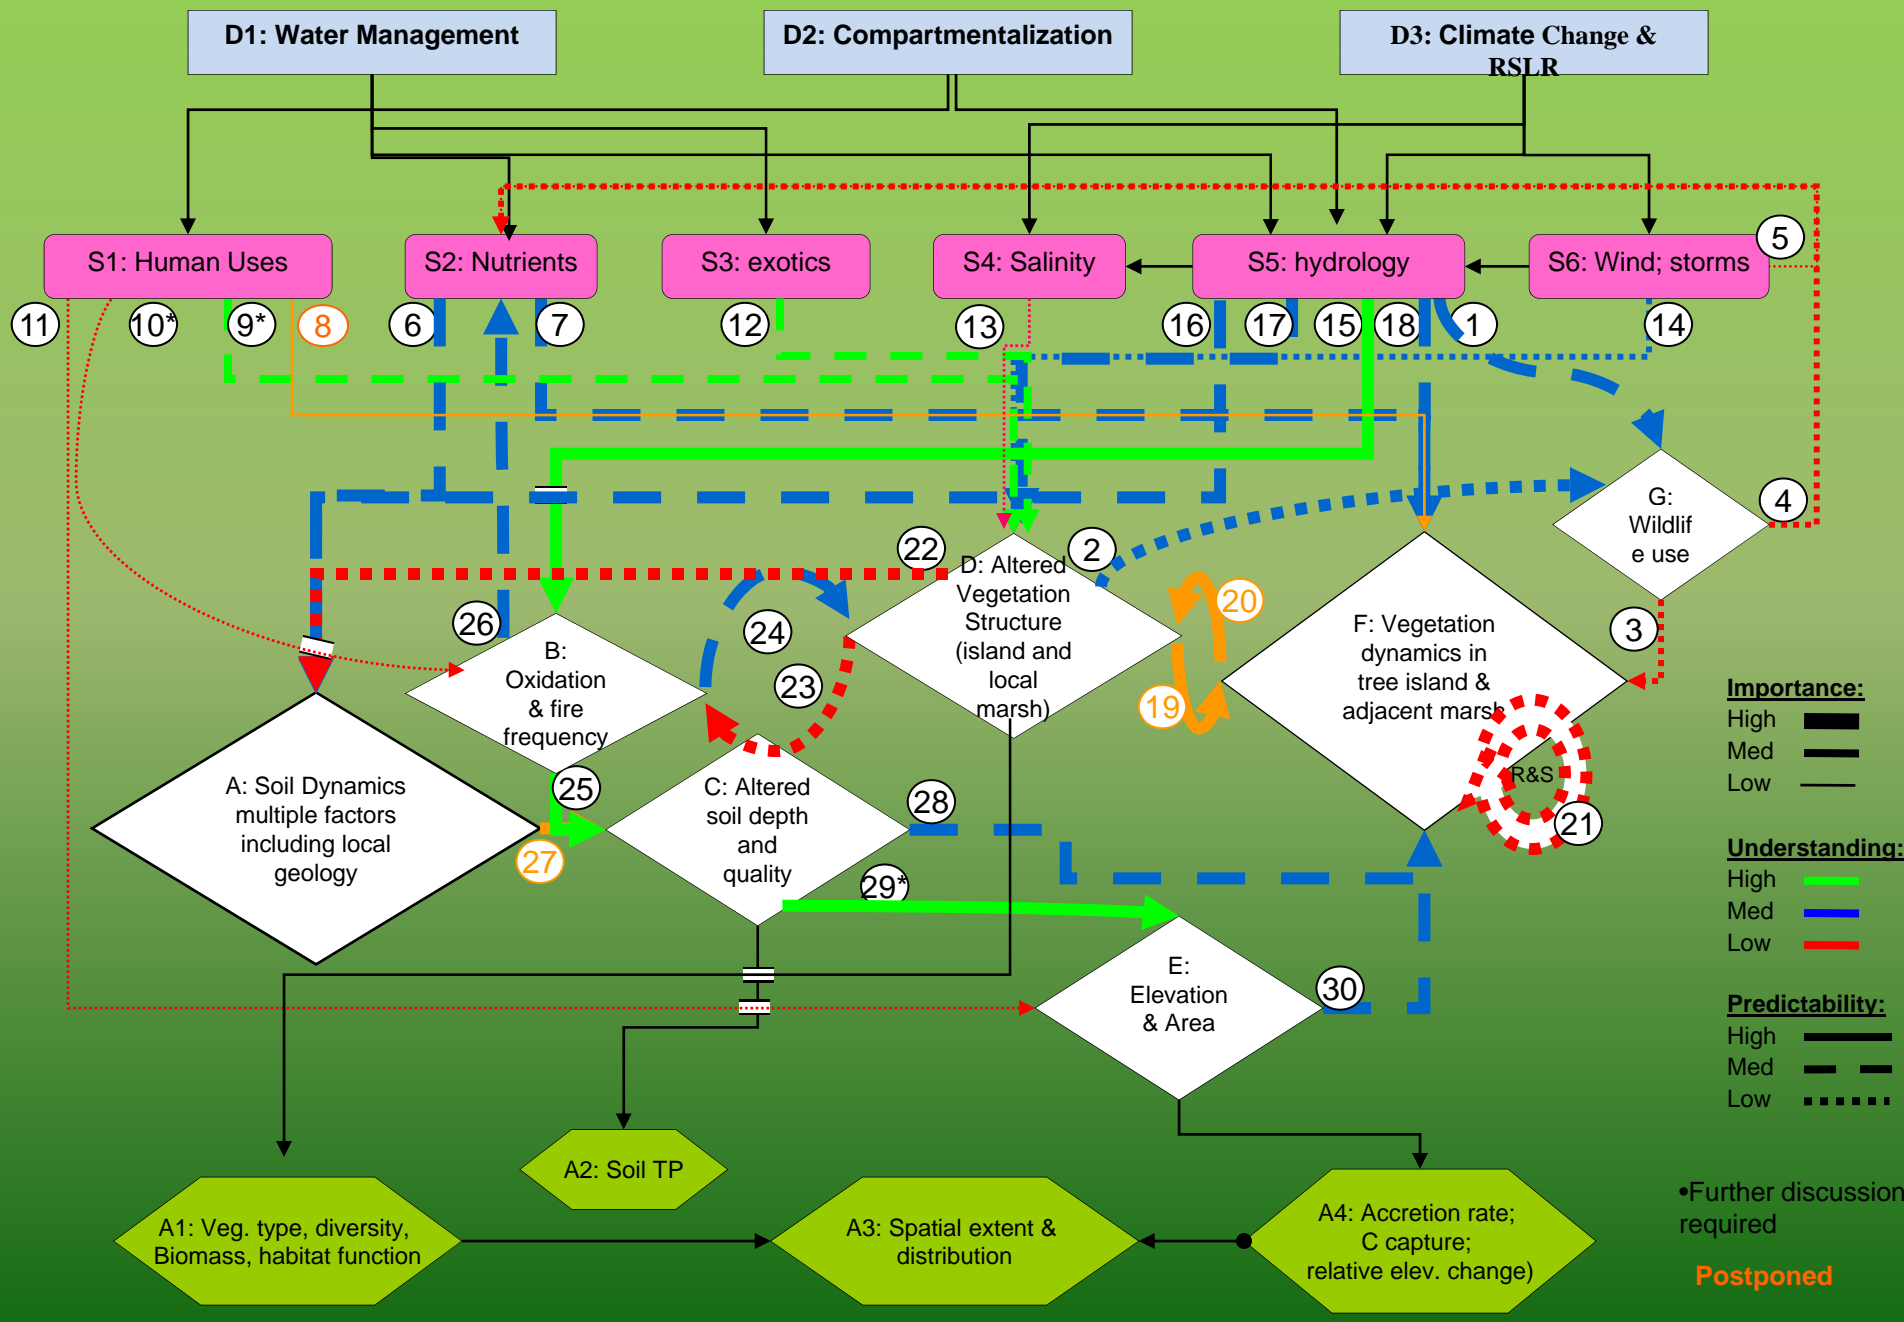 D1: Water Management
D2: Compartmentalization
D3: Climate Change &
RSLR
S1: Human Uses
S2: Nutrients
S3: exotics
S4: Salinity
S5: hydrology
S6: Wind; storms
5
11
10*
9*
8
6
7
12
13
16
17
15
18
1
14
G:
Wildlif
e use
4
22
2
D: Altered
Vegetation
Structure
(island and
local
marsh)
20
19
3
F: Vegetation
dynamics in
tree island &
adjacent marsh
R&S
21
26
24
23
B:
Oxidation
& fire
frequency
A: Soil Dynamics
multiple factors
including local
geology
25
27
C: Altered
soil depth
and
quality
28
29*
E:
Elevation
& Area
30
Importance:
High
Med
Low
Understanding:
High
Med
Low
Predictability:
High
Med
Low
A2: Soil TP
A1: Veg. type, diversity,
Biomass, habitat function
A3: Spatial extent &
distribution
A4: Accretion rate;
C capture;
relative elev. change)
•Further discussion
required
Postponed